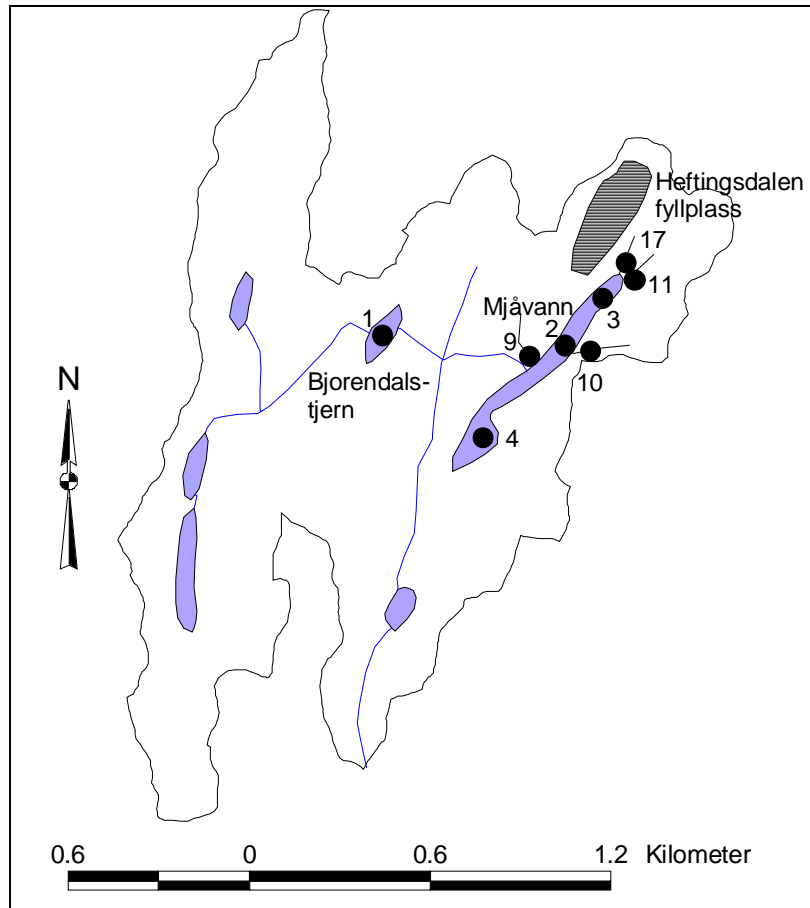 Heftingsdalen
fyllplass
17
11
Mjåvann
3
1
2
9
10
Bjorendals-
tjern
N
4
0.6 0 0.6 1.2 Kilometer